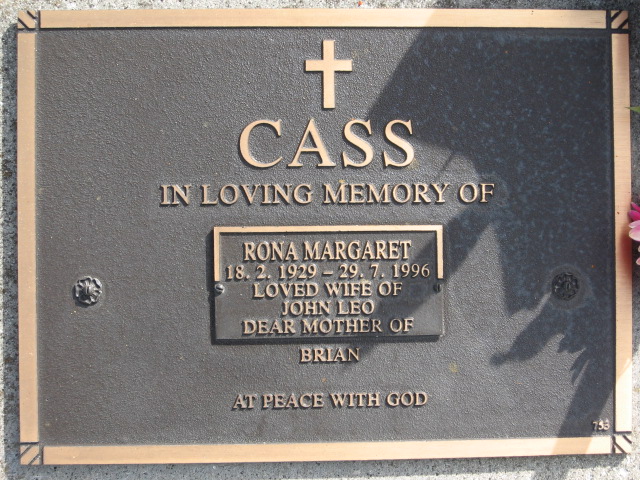 CASS
IN LOVING MEMORY OF
RONA MARGARET
18. 2. 1929 – 29. 7. 1996
LOVED WIFE OF
JOHN LEO
DEAR MOTHER OF
BRIAN
AT PEACE WITH GOD
753